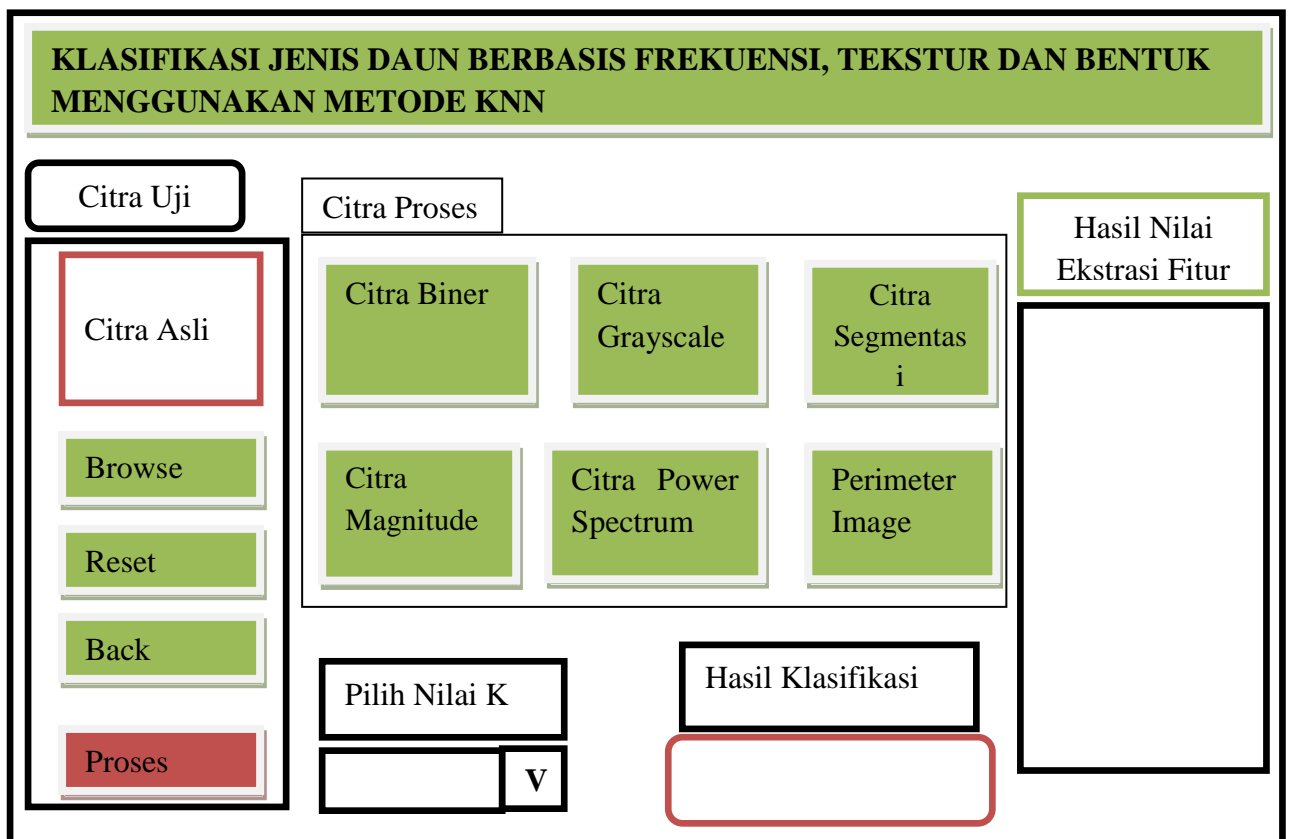 KLASIFIKASI JENIS DAUN BERBASIS FREKUENSI, TEKSTUR DAN BENTUK
MENGGUNAKAN METODE KNN
Citra Uji
Citra Asli
Browse
Reset
Back
Proses
Citra Proses
Citra Biner
Citra
Grayscale
Citra
Segmentas
i
Citra
Magnitude
Citra Power
Spectrum
Perimeter
Image
Pilih Nilai K
V
Hasil Klasifikasi
Hasil Nilai
Ekstrasi Fitur